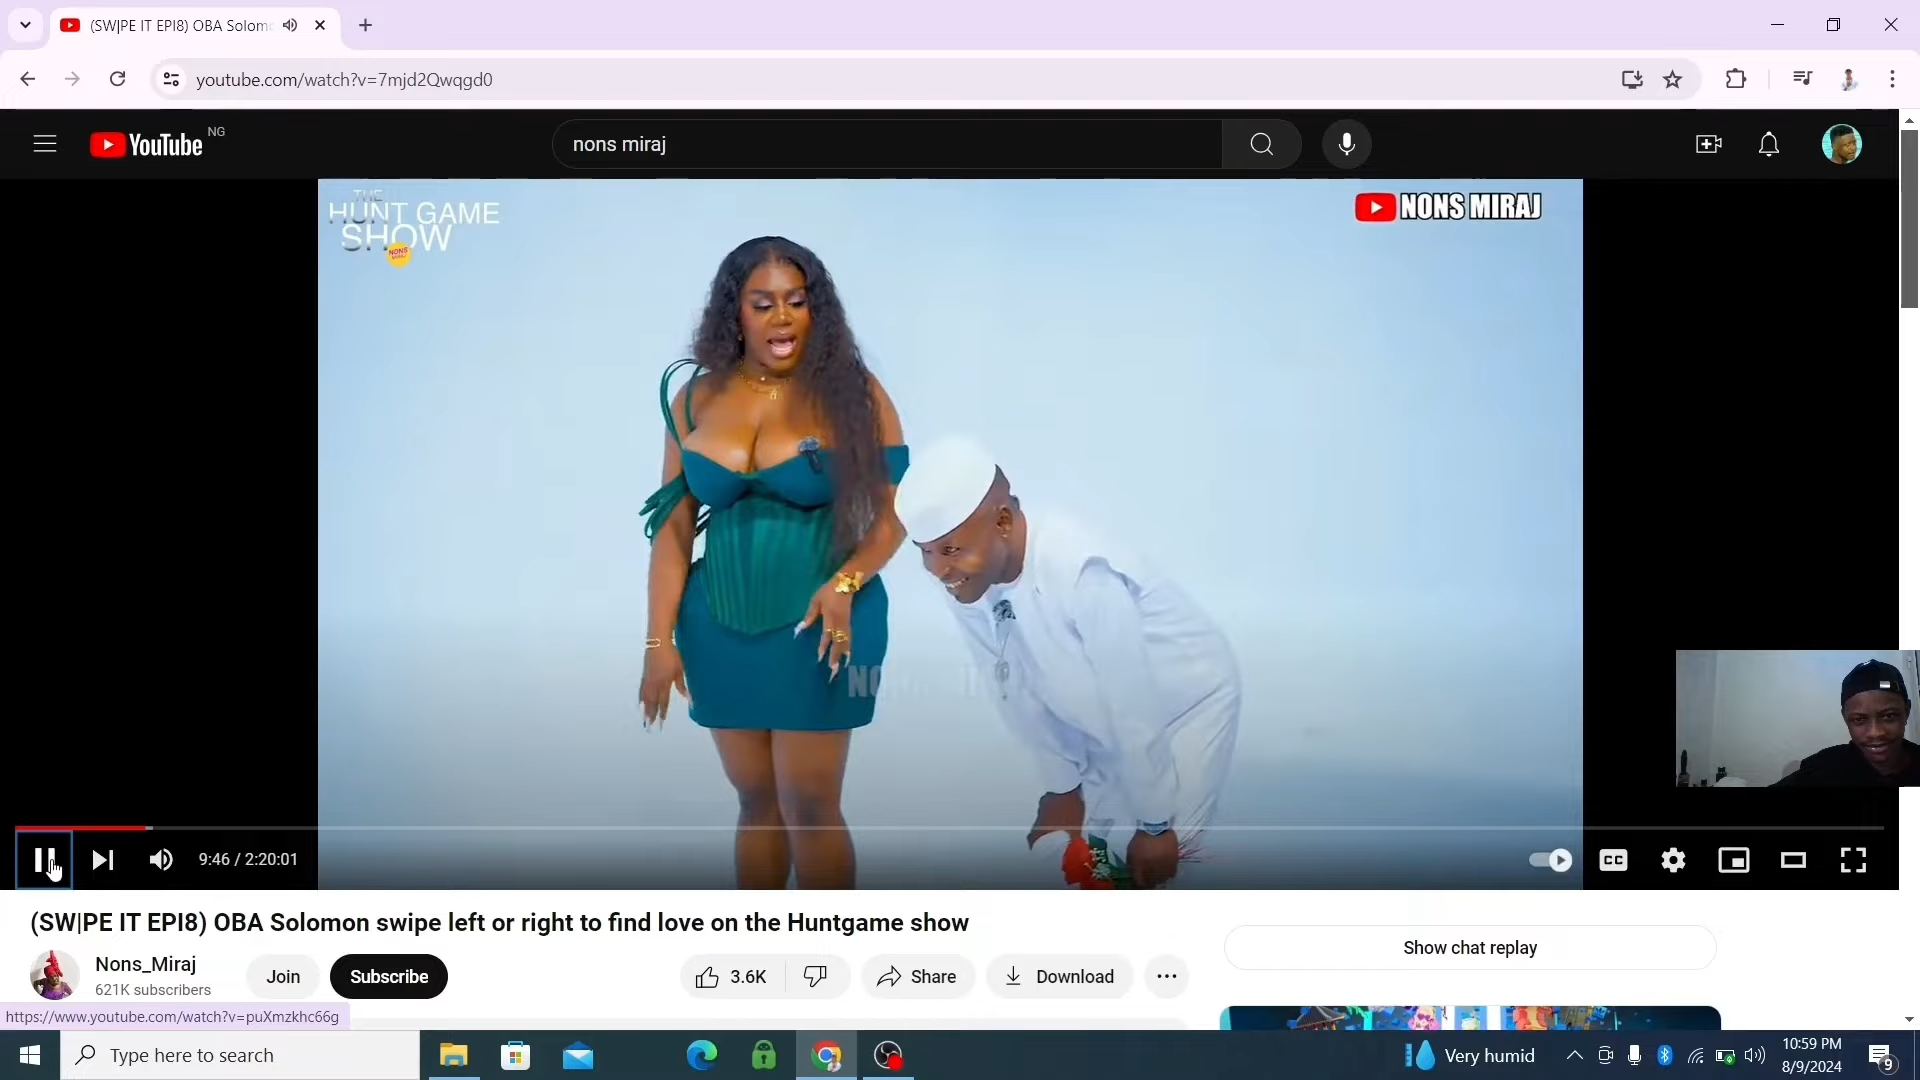 (SW|PE IT EPI8) OBA Solom
youtube.com/watch?v=7mjd2Qwqgd0
YouTube NG
nons miraj
THE
HUNT GAME
SHOW
NONS MIRAJ
9:46 / 2:20:01
CC
(SW|PE IT EPI8) OBA Solomon swipe left or right to find love on the Huntgame show
Nons_Miraj
621K subscribers
Join
Subscribe
3.6K
Share
Download
Show chat replay
https://www.youtube.com/watch?v=puXmzkhc66g
Type here to search
Very humid
10:59 PM
8/9/2024
9